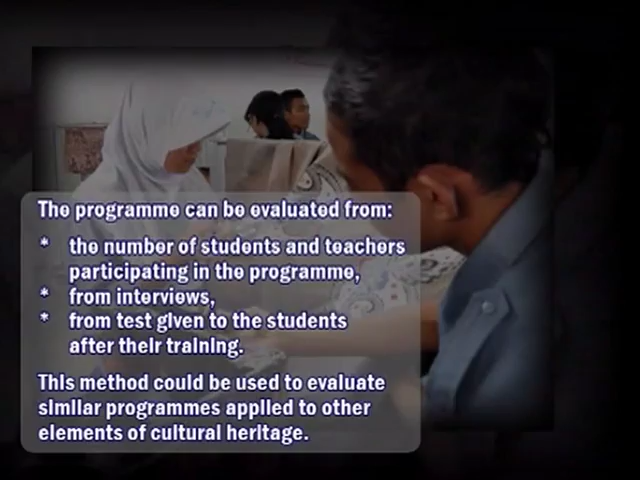 The programme can be evaluated from:
* the number of students and teachers
participating in the programme,
* from interviews,
* from test given to the students
after their training.
This method could be used to evaluate
similar programmes applied to other
elements of cultural heritage.